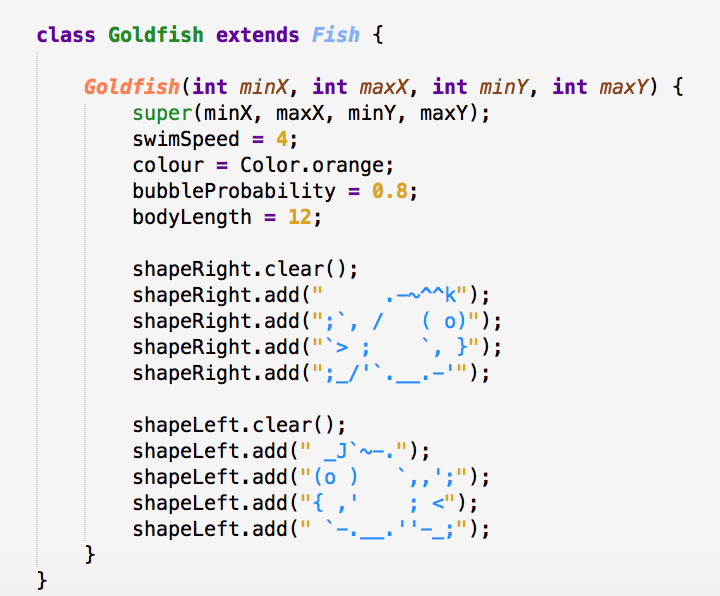 class Goldfish extends Fish {
    Goldfish(int minX, int maxX, int minY, int maxY) {
        super(minX, maxX, minY, maxY);
        swimSpeed = 4;
        colour = Color.orange;
        bubbleProbability = 0.8;
        bodyLength = 12;
        shapeRight.clear();
        shapeRight.add("     .-~^^k");
        shapeRight.add(";`, /   ( o)");
        shapeRight.add("`> ;    `, }");
        shapeRight.add(";_/'`.__.-'");
        shapeLeft.clear();
        shapeLeft.add(" _J`~-.");
        shapeLeft.add("(o )   `,,';");
        shapeLeft.add("{ ,'    ; <");
        shapeLeft.add(" `-.__.''-_;");
    }
}